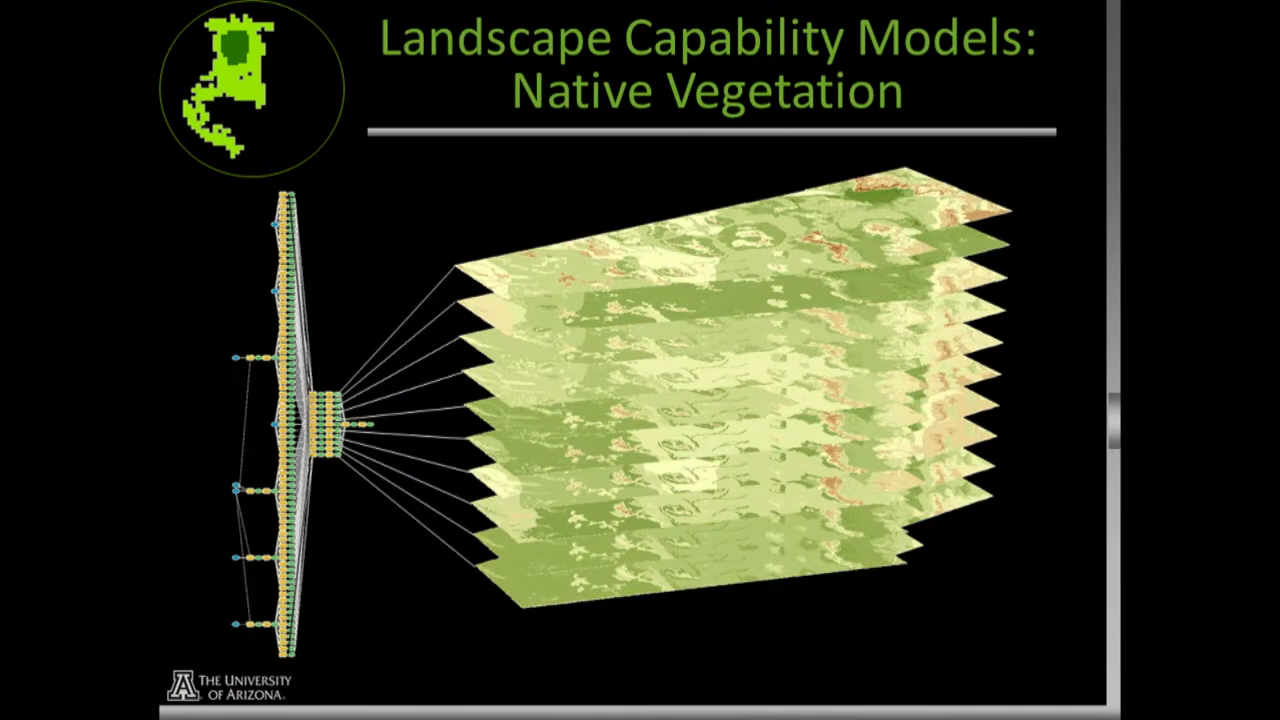 Landscape Capability Models:
Native Vegetation
THE UNIVERSITY
OF ARIZONA.